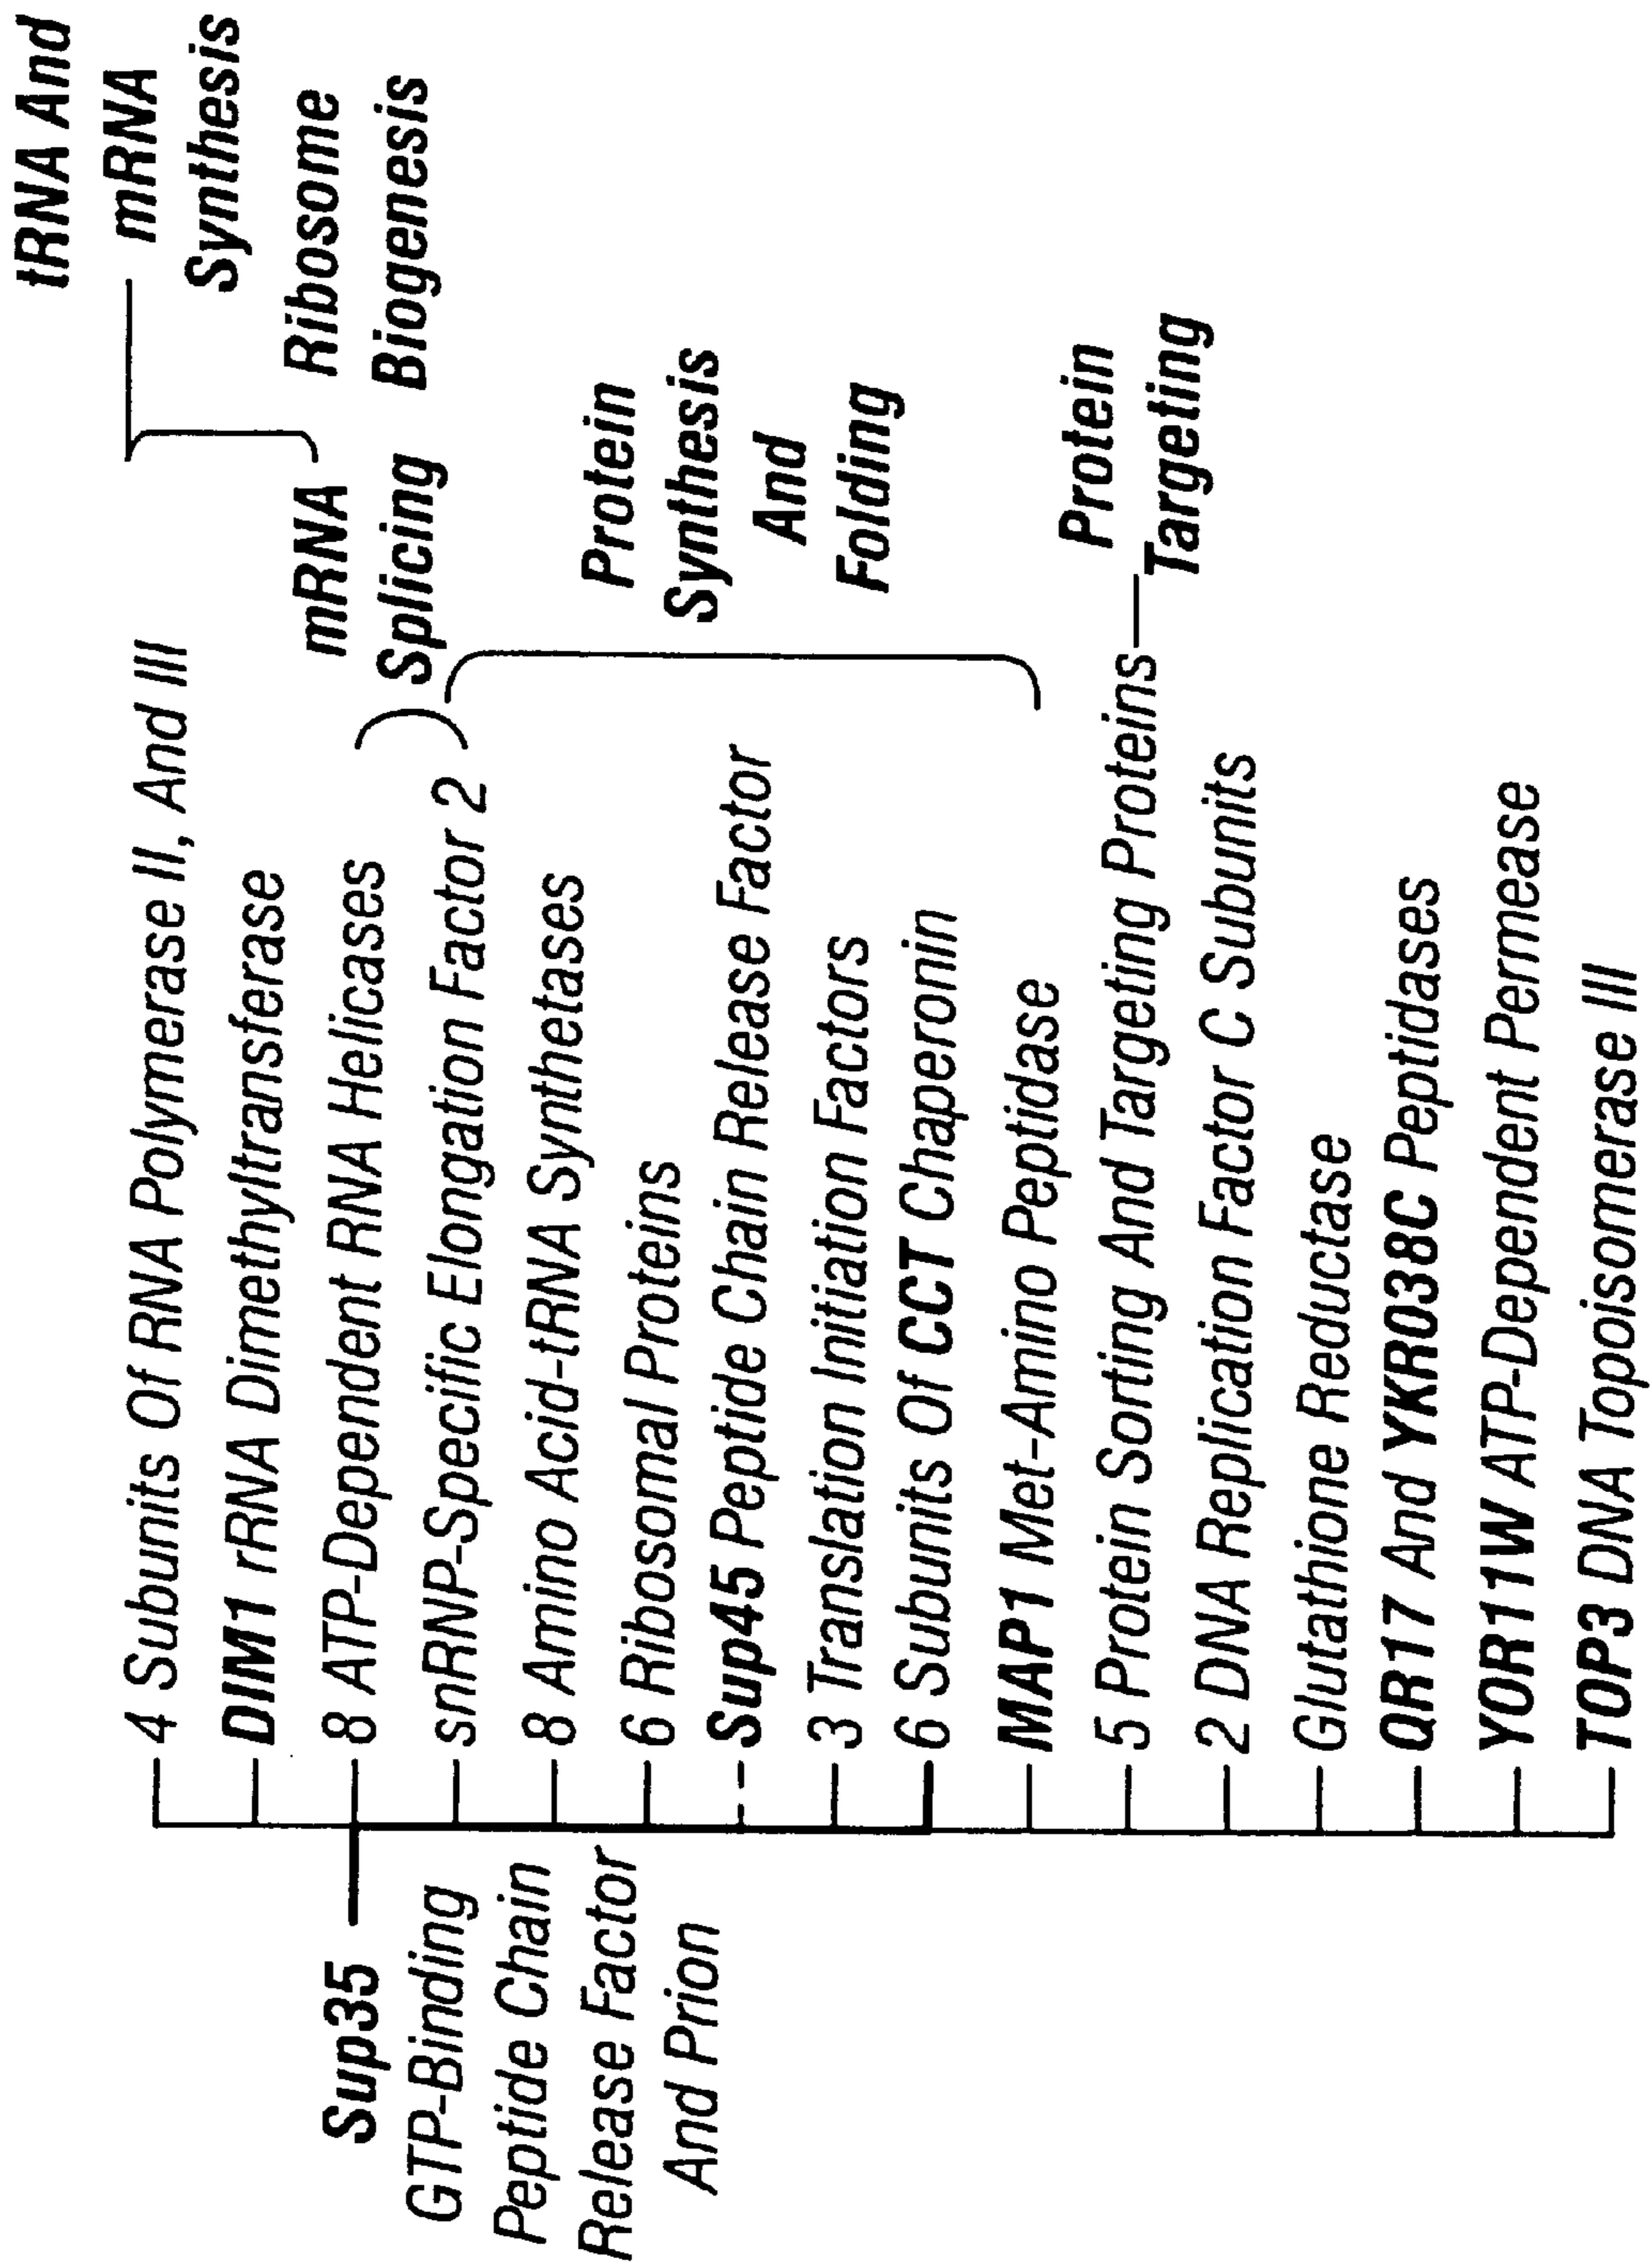 Sup35
GTP-Binding
Peptide Chain
Release Factor
And Prion
4 Subunits Of RNA Polymerase II, And III
DIM1 rRNA Dimethyltransferase
8 ATP-Dependent RNA Helicases
snRNP-Specific Elongation Factor 2
8 Amino Acid-tRNA Synthetases
6 Ribosomal Proteins
Sup45 Peptide Chain Release Factor
3 Translation Initiation Factors
6 Subunits Of CCT Chaperonin
MAP1 Met-Amino Peptidase
5 Protein Sorting And Targeting Proteins
2 DNA Replication Factor C Subunits
Glutathione Reductase
QR17 And YKR038C Peptidases
YOR11W ATP-Dependent Permease
TOP3 DNA Topoisomerase III
tRNA And
mRNA
Synthesis
Ribosome
Biogenesis
mRNA
Splicing
Protein
Synthesis
And
Folding
Protein
Targeting